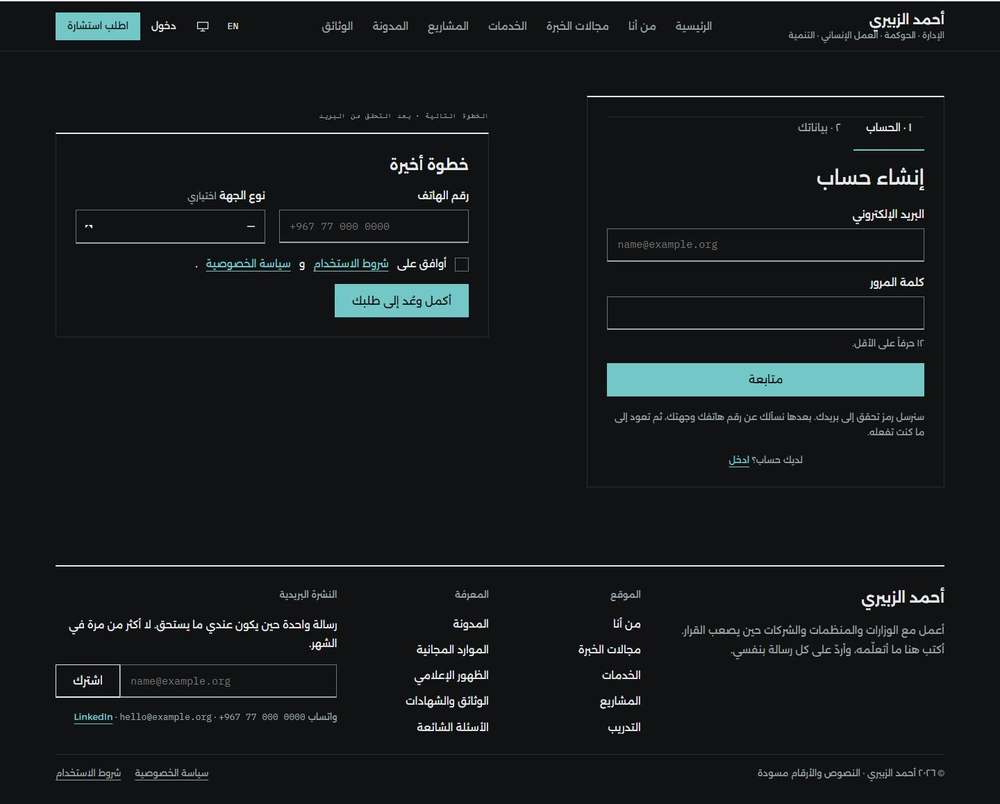 أحمد الزبيري
الإدارة · الحوكمة · العمل الإنساني · التنمية
الرئيسية
من أنا
مجالات الخبرة
الخدمات
المشاريع
المدونة
الوثائق
EN
دخول
اطلب استشارة
١ · الحساب
٢ · بياناتك
إنشاء حساب
البريد الإلكتروني
name@example.org
كلمة المرور
١٢ حرفاً على الأقل.
متابعة
سنرسل رمز تحقق إلى بريدك. بعدها نسألك عن رقم هاتفك وجهتك، ثم تعود إلى
ما كنت تفعله.
لديك حساب؟ ادخل
الخطوة التالية · بعد التحقق من البريد
خطوة أخيرة
رقم الهاتف
+967 77 000 0000
نوع الجهة اختياري
—
أوافق على شروط الاستخدام و سياسة الخصوصية .
أكمل وعُد إلى طلبك
أحمد الزبيري
أعمل مع الوزارات والمنظمات والشركات حين يصعب القرار.
أكتب هنا ما أتعلّمه، وأردّ على كل رسالة بنفسي.
الموقع
من أنا
مجالات الخبرة
الخدمات
المشاريع
التدريب
المعرفة
المدونة
الموارد المجانية
الظهور الإعلامي
الوثائق والشهادات
الأسئلة الشائعة
النشرة البريدية
رسالة واحدة حين يكون عندي ما يستحق. لا أكثر من مرة في
الشهر.
name@example.org
اشترك
واتساب +967 77 000 0000 · hello@example.org · LinkedIn
© ٢٠٢٦ أحمد الزبيري · النصوص والأرقام مسودة
سياسة الخصوصية
شروط الاستخدام